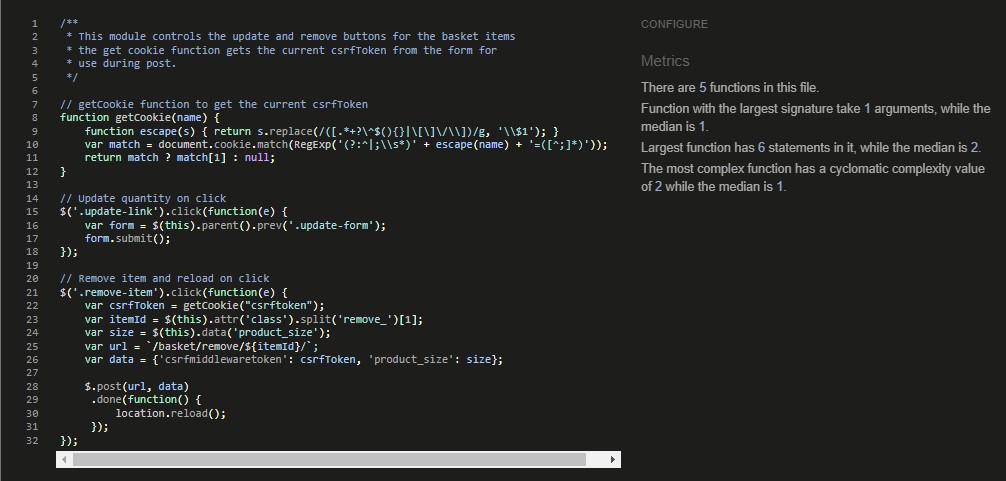 CONFIGURE
1 /**
2 * This module controls the update and remove buttons for the basket items
3 * the get cookie function gets the current csrfToken from the form for
4 * use during post.
5 */
6
7 // getCookie function to get the current csrfToken
8 function getCookie(name) {
9 function escape(s) { return s.replace(/([.*+?\^$(){}|\[\]\/\\])/g, '\\$1'); }
10 var match = document.cookie.match(RegExp('(?:^|;\\s*)' + escape(name) + '=([^;]*)'));
11 return match ? match[1] : null;
12 }
13
14 // Update quantity on click
15 $('.update-link').click(function(e) {
16 var form = $(this).parent().prev('.update-form');
17 form.submit();
18 });
19
20 // Remove item and reload on click
21 $('.remove-item').click(function(e) {
22 var csrfToken = getCookie("csrftoken");
23 var itemId = $(this).attr('class').split('remove_')[1];
24 var size = $(this).data('product_size');
25 var url = `/basket/remove/${itemId}/`;
26 var data = {'csrfmiddlewaretoken': csrfToken, 'product_size': size};
27
28 $.post(url, data)
29 .done(function() {
30 location.reload();
31 });
32 });
Metrics
There are 5 functions in this file.
Function with the largest signature take 1 arguments, while the
median is 1.
Largest function has 6 statements in it, while the median is 2.
The most complex function has a cyclomatic complexity value
of 2 while the median is 1.